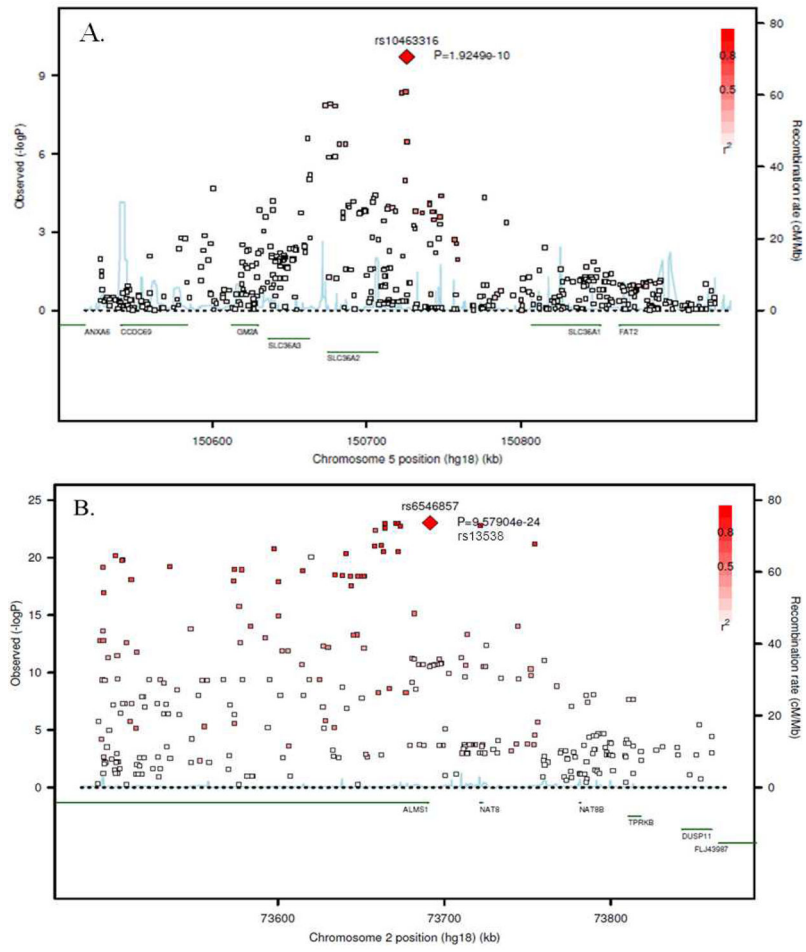 A.
rs10463316
P=1.9249e-10
Observed (-logP)
9
6
3
0
80
60
40
20
0
Recombination rate (cM/Mb)
0.8
0.5
r²
ANXA6
CCDC69
GM2A
SLC36A3
SLC36A2
SLC36A1
FAT2
150600
150700
150800
Chromosome 5 position (hg18) (kb)
B.
rs6546857
P=9.57904e-24
rs13538
Observed (-logP)
25
20
15
10
5
0
80
60
40
20
0
Recombination rate (cM/Mb)
0.8
0.5
r²
ALMS1
NAT8
NAT8B
TPRKB
DUSP11
FLJ43987
73600
73700
73800
Chromosome 2 position (hg18) (kb)